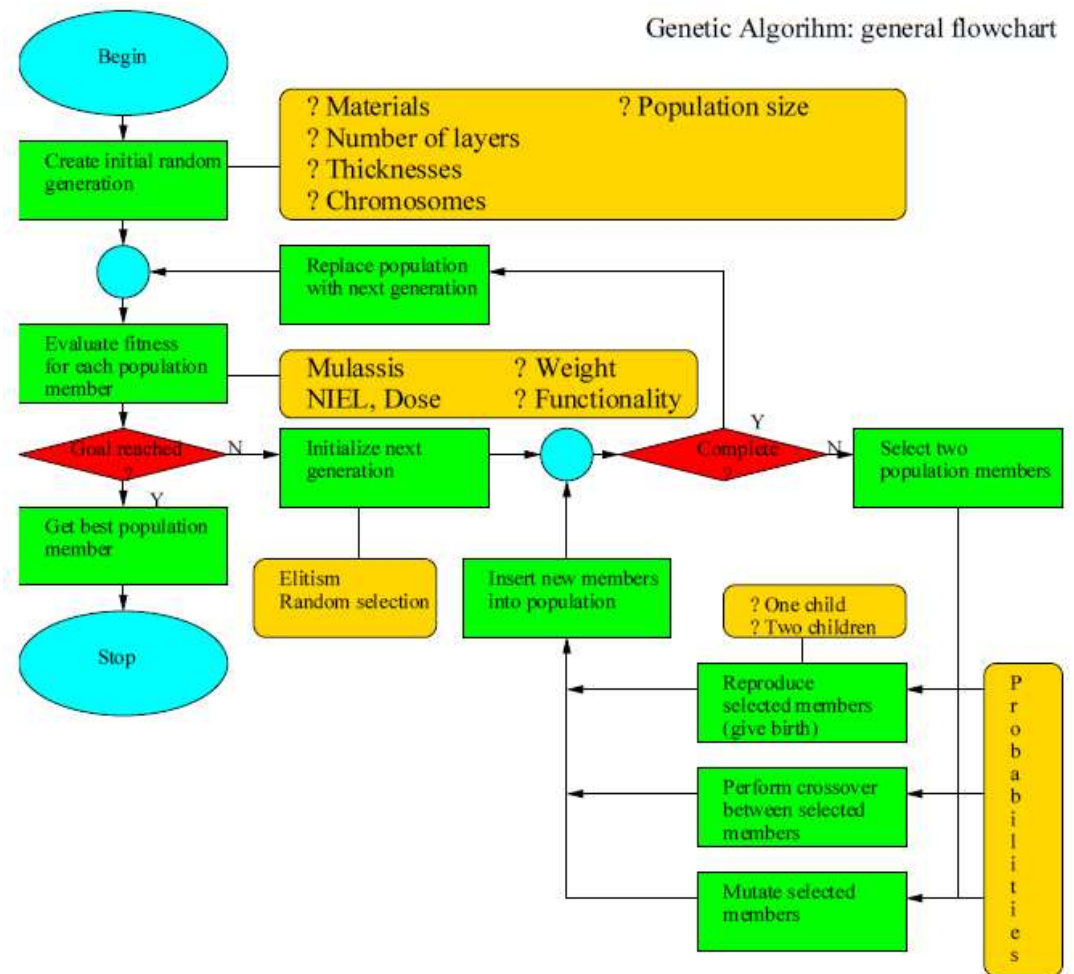 Genetic Algorihm: general flowchart
Begin
? Materials ? Population size
? Number of layers
? Thicknesses
? Chromosomes
Create initial random
generation
Replace population
with next generation
Evaluate fitness
for each population
member
Mulassis ? Weight
NIEL, Dose ? Functionality
Goal reached
?
N
Y
Initialize next
generation
Complete
?
Y
N
Select two
population members
Get best population
member
Elitism
Random selection
Insert new members
into population
? One child
? Two children
Stop
Reproduce
selected members
(give birth)
Perform crossover
between selected
members
Mutate selected
members
Probabilities